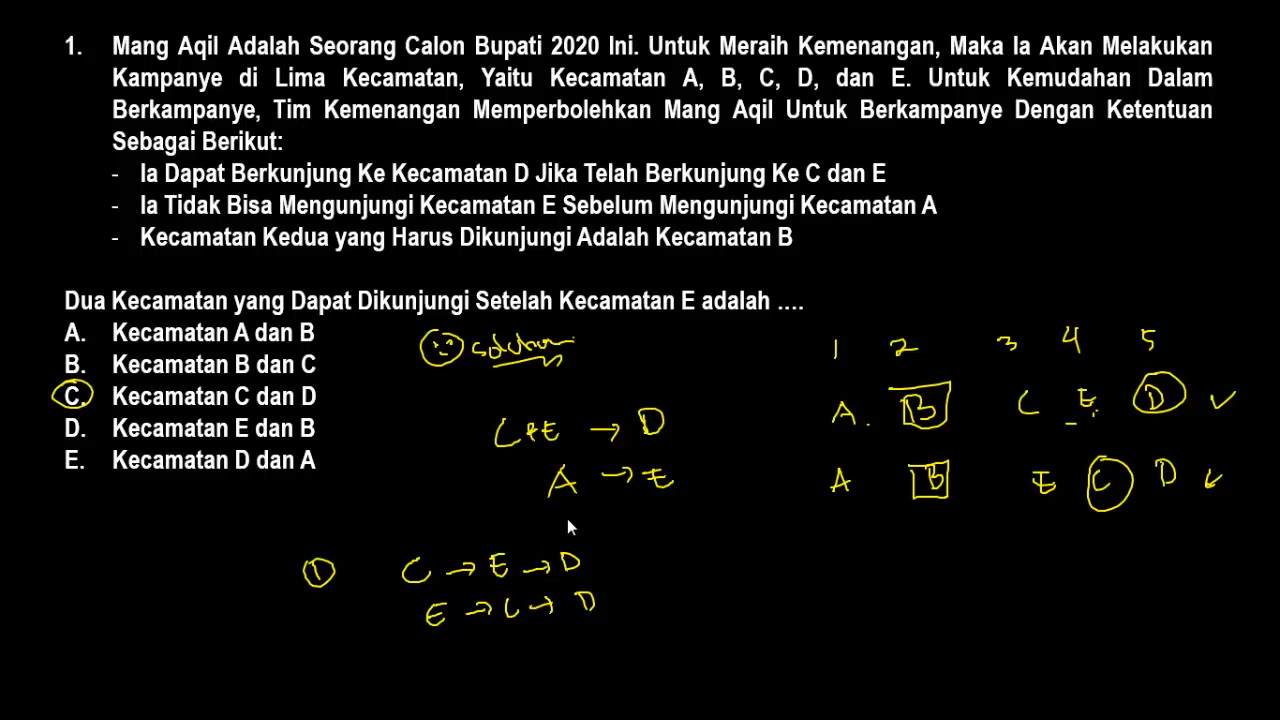 1. Mang Aqil Adalah Seorang Calon Bupati 2020 Ini. Untuk Meraih Kemenangan, Maka Ia Akan Melakukan
Kampanye di Lima Kecamatan, Yaitu Kecamatan A, B, C, D, dan E. Untuk Kemudahan Dalam
Berkampanye, Tim Kemenangan Memperbolehkan Mang Aqil Untuk Berkampanye Dengan Ketentuan
Sebagai Berikut:
- Ia Dapat Berkunjung Ke Kecamatan D Jika Telah Berkunjung Ke C dan E
- Ia Tidak Bisa Mengunjungi Kecamatan E Sebelum Mengunjungi Kecamatan A
- Kecamatan Kedua yang Harus Dikunjungi Adalah Kecamatan B
Dua Kecamatan yang Dapat Dikunjungi Setelah Kecamatan E adalah ....
A. Kecamatan A dan B
B. Kecamatan B dan C
C. Kecamatan C dan D
D. Kecamatan E dan B
E. Kecamatan D dan A
solution
C & E → D
A → E
1 C → E → D
E → C → D
1 2 3 4 5
A. B C E D ✓
A B E C D ✓